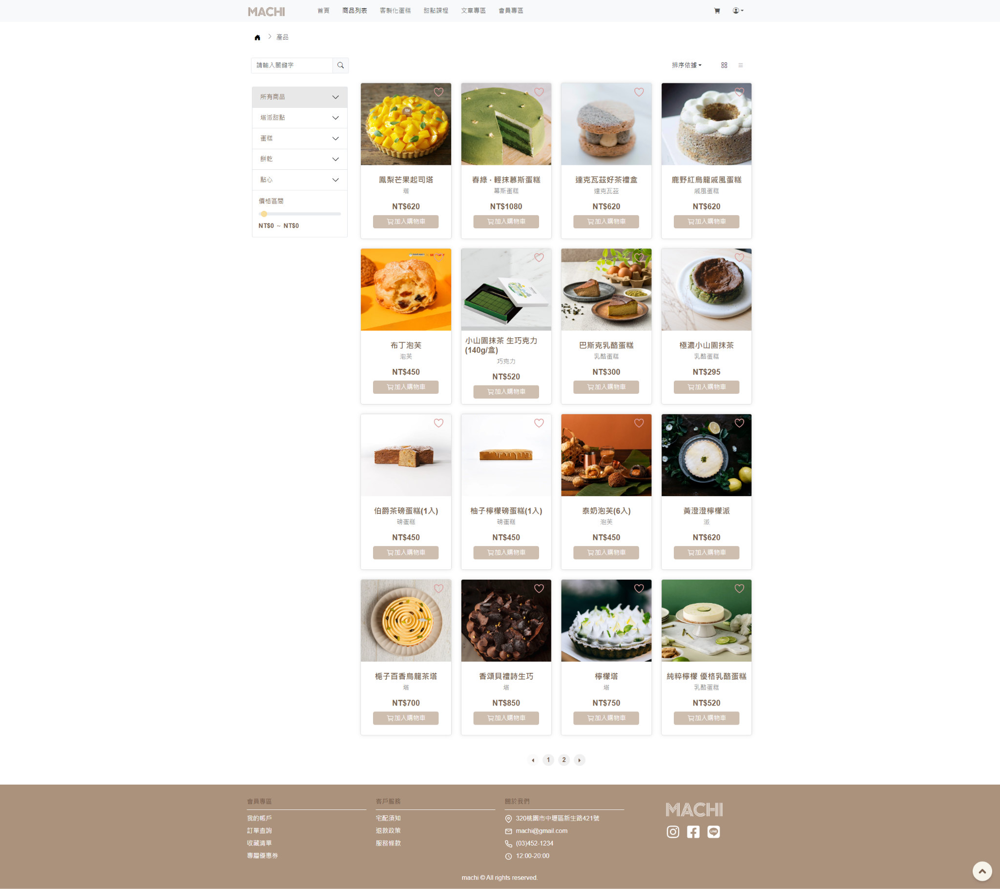 MACHI
首頁
商品列表
客製化蛋糕
甜點課程
文章專區
會員專區
產品
請輸入關鍵字
排序依據
所有商品
塔派甜點
蛋糕
餅乾
點心
價格區間
NT$0 ~ NT$0
鳳梨芒果起司塔
塔
NT$620
加入購物車
春綠 · 輕抹慕斯蛋糕
幕斯蛋糕
NT$1080
加入購物車
達克瓦茲好茶禮盒
達克瓦茲
NT$620
加入購物車
鹿野紅烏龍戚風蛋糕
戚風蛋糕
NT$620
加入購物車
布丁泡芙
泡芙
NT$450
加入購物車
小山園抹茶 生巧克力
(140g/盒)
巧克力
NT$520
加入購物車
巴斯克乳酪蛋糕
乳酪蛋糕
NT$300
加入購物車
極濃小山園抹茶
乳酪蛋糕
NT$295
加入購物車
伯爵茶磅蛋糕(1入)
磅蛋糕
NT$450
加入購物車
柚子檸檬磅蛋糕(1入)
磅蛋糕
NT$450
加入購物車
泰奶泡芙(6入)
泡芙
NT$450
加入購物車
黃澄澄檸檬派
派
NT$620
加入購物車
梔子百香烏龍茶塔
塔
NT$700
加入購物車
香頌貝禮詩生巧
塔
NT$850
加入購物車
檸檬塔
塔
NT$750
加入購物車
純粹檸檬 優格乳酪蛋糕
乳酪蛋糕
NT$520
加入購物車
1
2
會員專區
我的帳戶
訂單查詢
收藏清單
專屬優惠券
客戶服務
宅配須知
退款政策
服務條款
關於我們
320桃園市中壢區新生路421號
machi@gmail.com
(03)452-1234
12:00-20:00
MACHI
LINE
machi © All rights reserved.